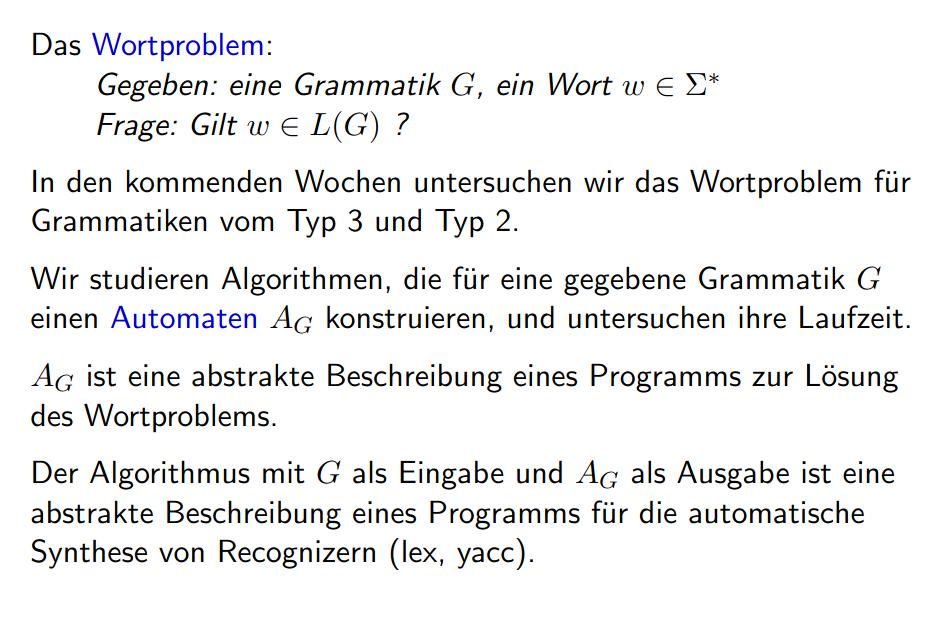 Das Wortproblem:
Gegeben: eine Grammatik G, ein Wort w ∈ Σ*
Frage: Gilt w ∈ L(G) ?
In den kommenden Wochen untersuchen wir das Wortproblem für
Grammatiken vom Typ 3 und Typ 2.
Wir studieren Algorithmen, die für eine gegebene Grammatik G
einen Automaten A_G konstruieren, und untersuchen ihre Laufzeit.
A_G ist eine abstrakte Beschreibung eines Programms zur Lösung
des Wortproblems.
Der Algorithmus mit G als Eingabe und A_G als Ausgabe ist eine
abstrakte Beschreibung eines Programms für die automatische
Synthese von Recognizern (lex, yacc).